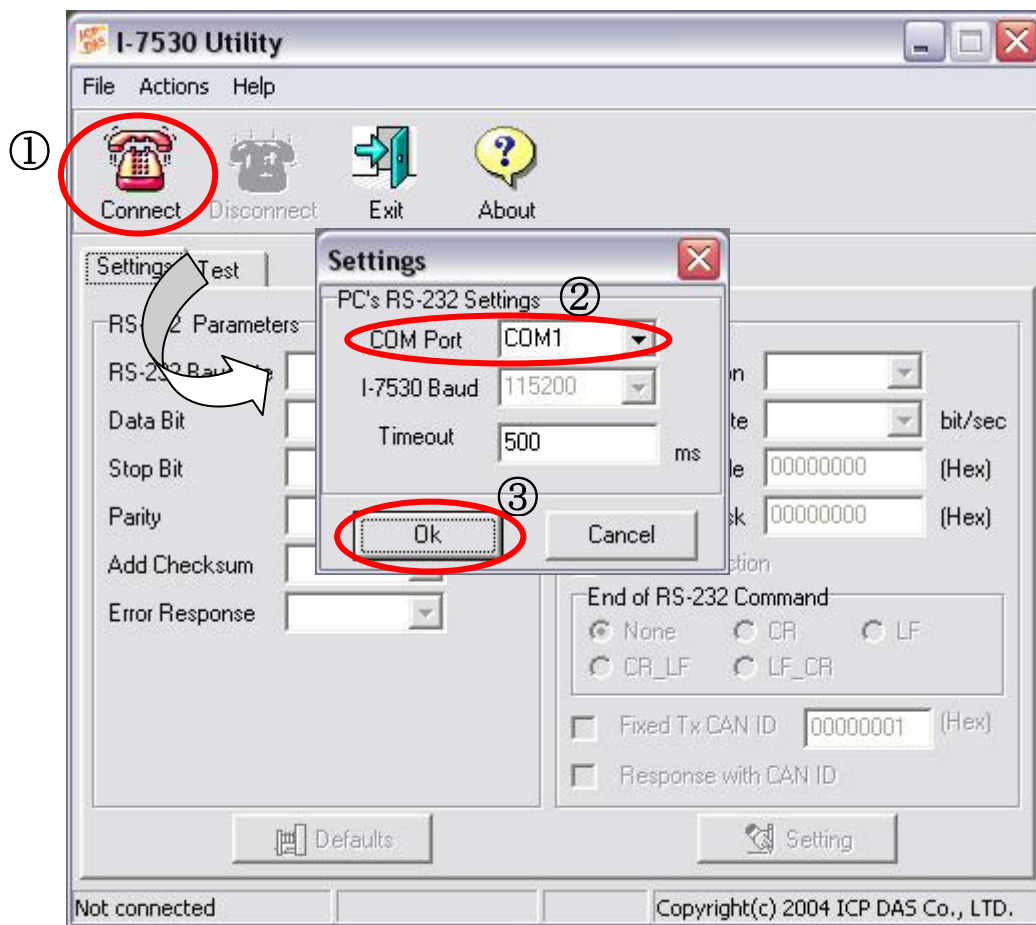 I-7530 Utility
File Actions Help
①
Connect Disconnect Exit About
Settings Test
Settings
PC's RS-232 Settings ②
COM Port COM1
I-7530 Baud 115200
Timeout 500 ms
③
Ok Cancel
Parameters
RS-232
Data Bit
Stop Bit
Parity
Add Checksum
Error Response
bit/sec
00000000 (Hex)
00000000 (Hex)
End of RS-232 Command
None CR LF
CR_LF LF_CR
Fixed Tx CAN ID 00000001 (Hex)
Response with CAN ID
Defaults Setting
Not connected
Copyright(c) 2004 ICP DAS Co., LTD.